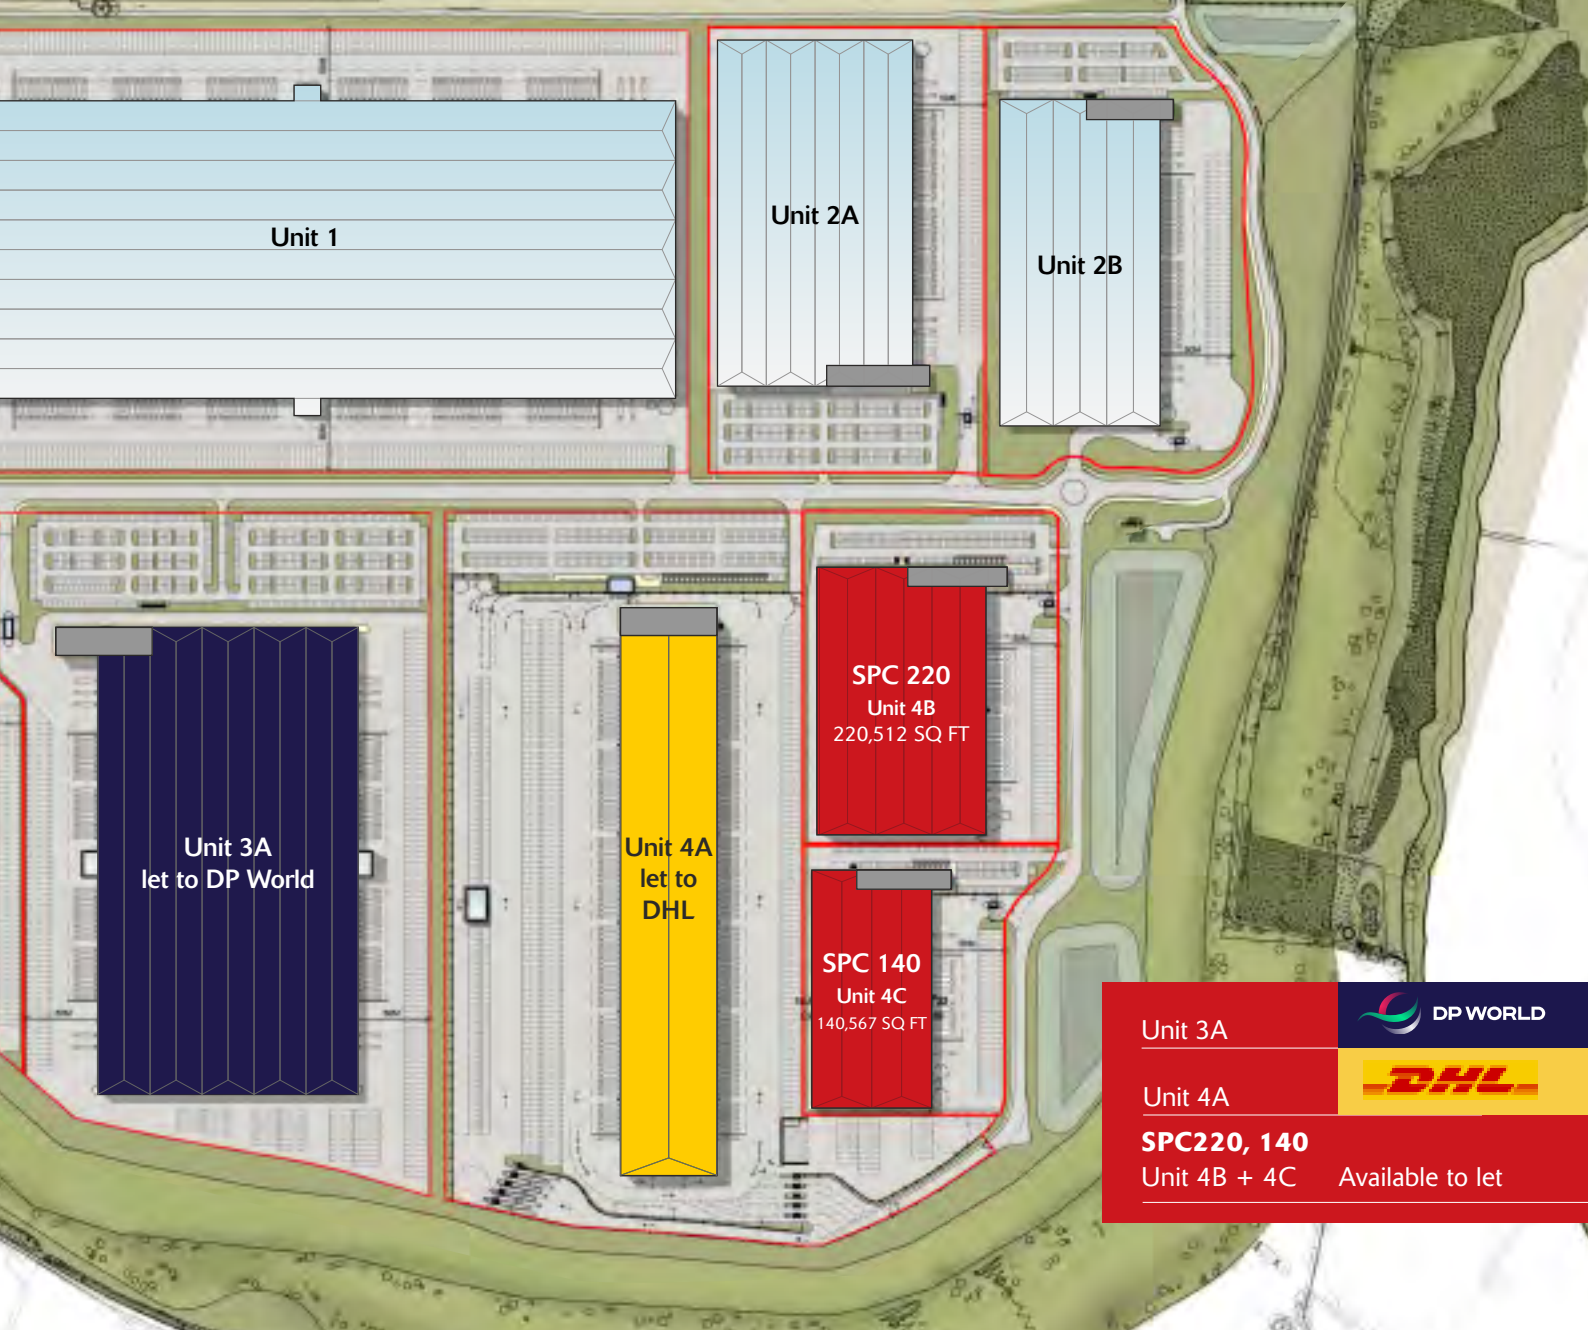 Unit 1
Unit 2A
Unit 2B
SPC 220
Unit 4B
220,512 SQ FT
Unit 3A
let to DP World
Unit 4A
let to
DHL
SPC 140
Unit 4C
140,567 SQ FT
Unit 3A
DP WORLD
Unit 4A
DHL
SPC220, 140
Unit 4B + 4C Available to let